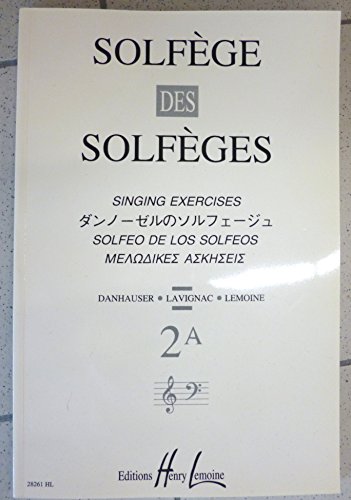 SOLFÈGE
DES
SOLFÈGES
SINGING EXERCISES
ダンノーゼルのソルフェージュ
SOLFEO DE LOS SOLFEOS
ΜΕΛΩΔΙΚΕΣ ΑΣΚΗΣΕΙΣ
DANHAUSER • LAVIGNAC • LEMOINE
2A
28261 HL
Editions Henry Lemoine